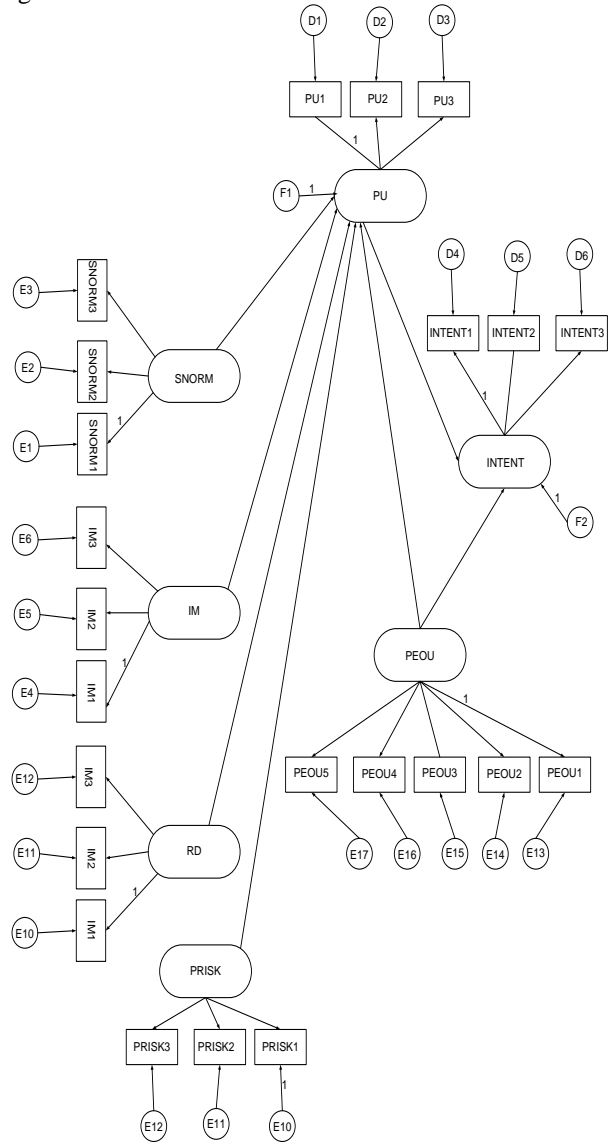 D1 D2 D3
PU1 PU2 PU3
1
F1 1 PU
D4 D5 D6
E3 SNORM3
INTENT1 INTENT2 INTENT3
E2 SNORM2
SNORM
1
1
E1 SNORM1
INTENT
1
F2
E6 IM3
E5 IM2
IM
PEOU
1
E4 IM1
1
E12 IM3
PEOU5 PEOU4 PEOU3 PEOU2 PEOU1
E11 IM2
RD
E17 E16 E15 E14 E13
1
E10 IM1
PRISK
PRISK3 PRISK2 PRISK1
1
E12 E11 E10